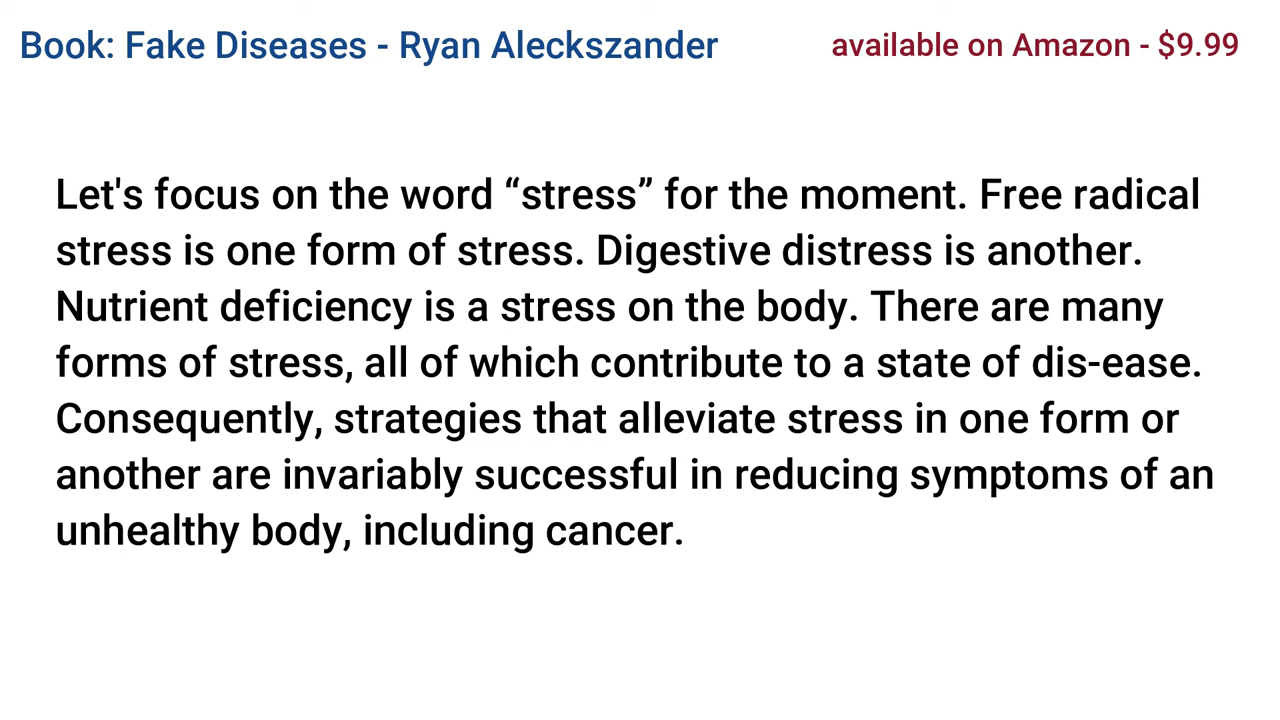 Book: Fake Diseases - Ryan Aleckszander
available on Amazon - $9.99
Let's focus on the word “stress” for the moment. Free radical
stress is one form of stress. Digestive distress is another.
Nutrient deficiency is a stress on the body. There are many
forms of stress, all of which contribute to a state of dis-ease.
Consequently, strategies that alleviate stress in one form or
another are invariably successful in reducing symptoms of an
unhealthy body, including cancer.